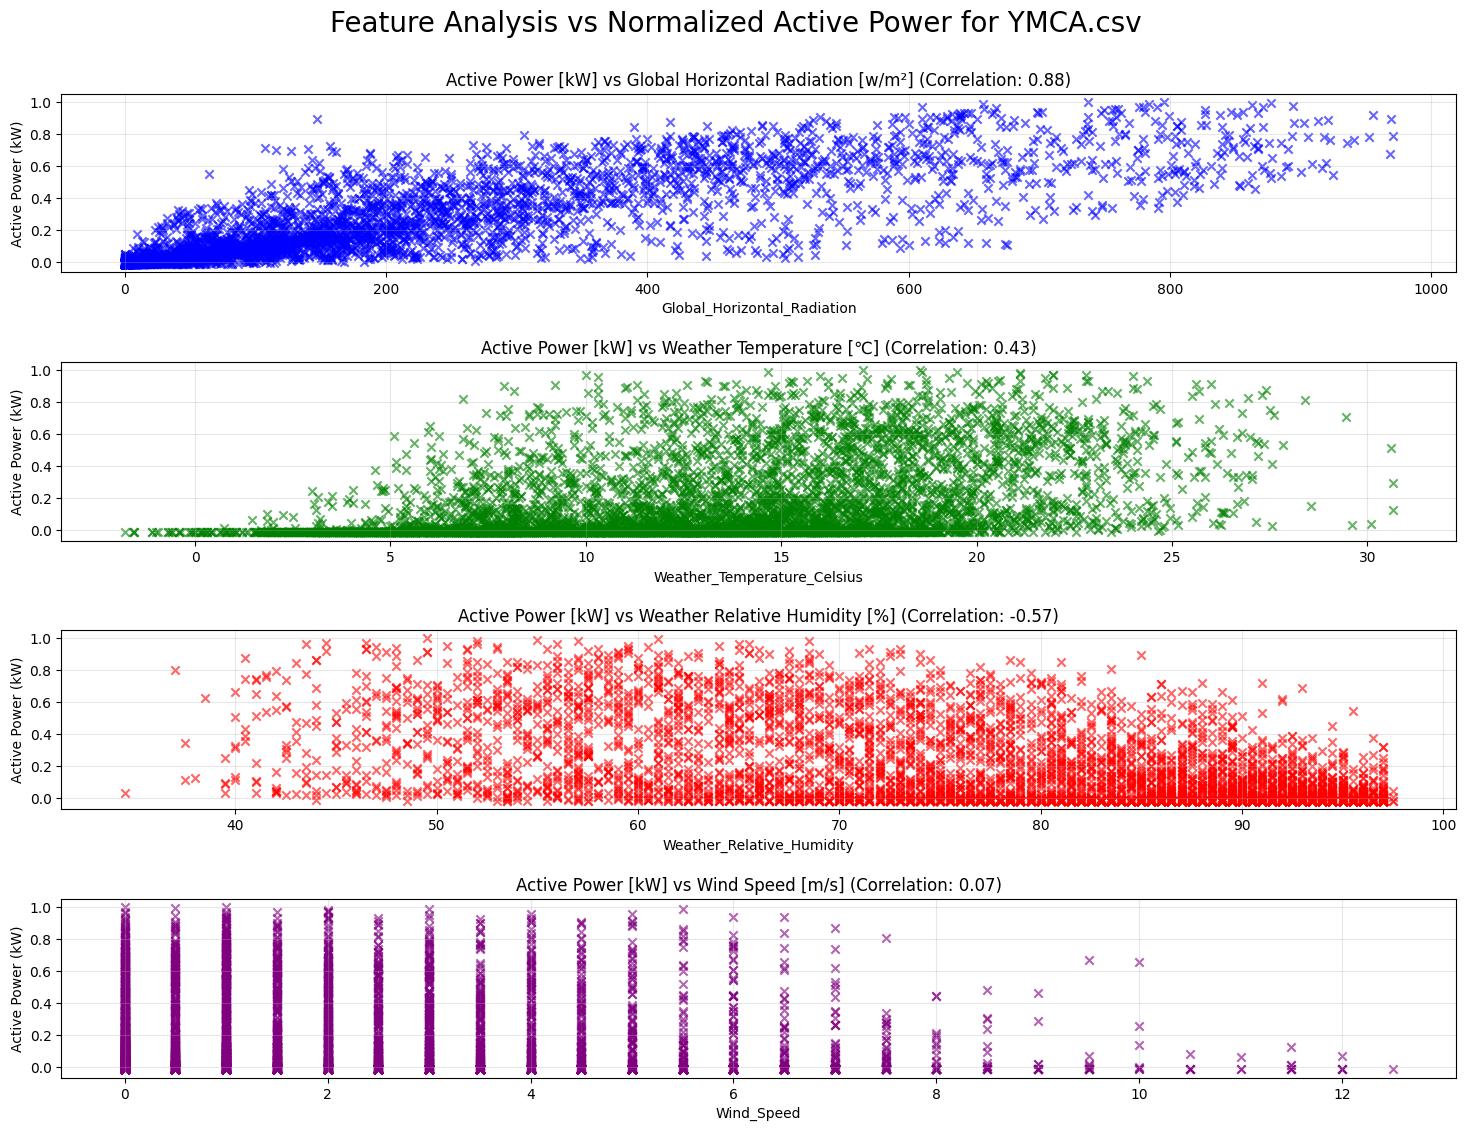 Feature Analysis vs Normalized Active Power for YMCA.csv
Active Power [kW] vs Global Horizontal Radiation [w/m²] (Correlation: 0.88)
Active Power (kW)
1.0
0.8
0.6
0.4
0.2
0.0
0 200 400 600 800 1000
Global_Horizontal_Radiation
Active Power [kW] vs Weather Temperature [℃] (Correlation: 0.43)
Active Power (kW)
1.0
0.8
0.6
0.4
0.2
0.0
0 5 10 15 20 25 30
Weather_Temperature_Celsius
Active Power [kW] vs Weather Relative Humidity [%] (Correlation: -0.57)
Active Power (kW)
1.0
0.8
0.6
0.4
0.2
0.0
40 50 60 70 80 90 100
Weather_Relative_Humidity
Active Power [kW] vs Wind Speed [m/s] (Correlation: 0.07)
Active Power (kW)
1.0
0.8
0.6
0.4
0.2
0.0
0 2 4 6 8 10 12
Wind_Speed